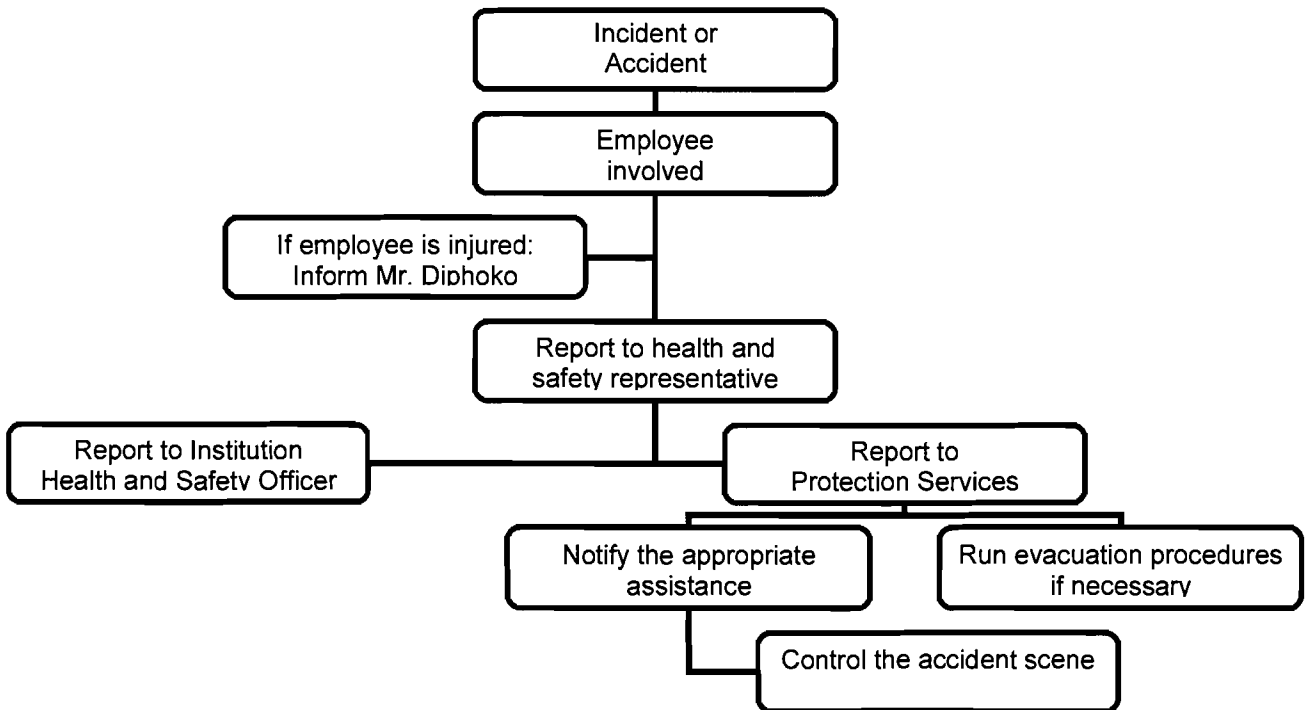 Incident or
Accident
Employee
involved
If employee is injured:
Inform Mr. Diphoko
Report to health and
safety representative
Report to Institution
Health and Safety Officer
Report to
Protection Services
Notify the appropriate
assistance
Run evacuation procedures
if necessary
Control the accident scene